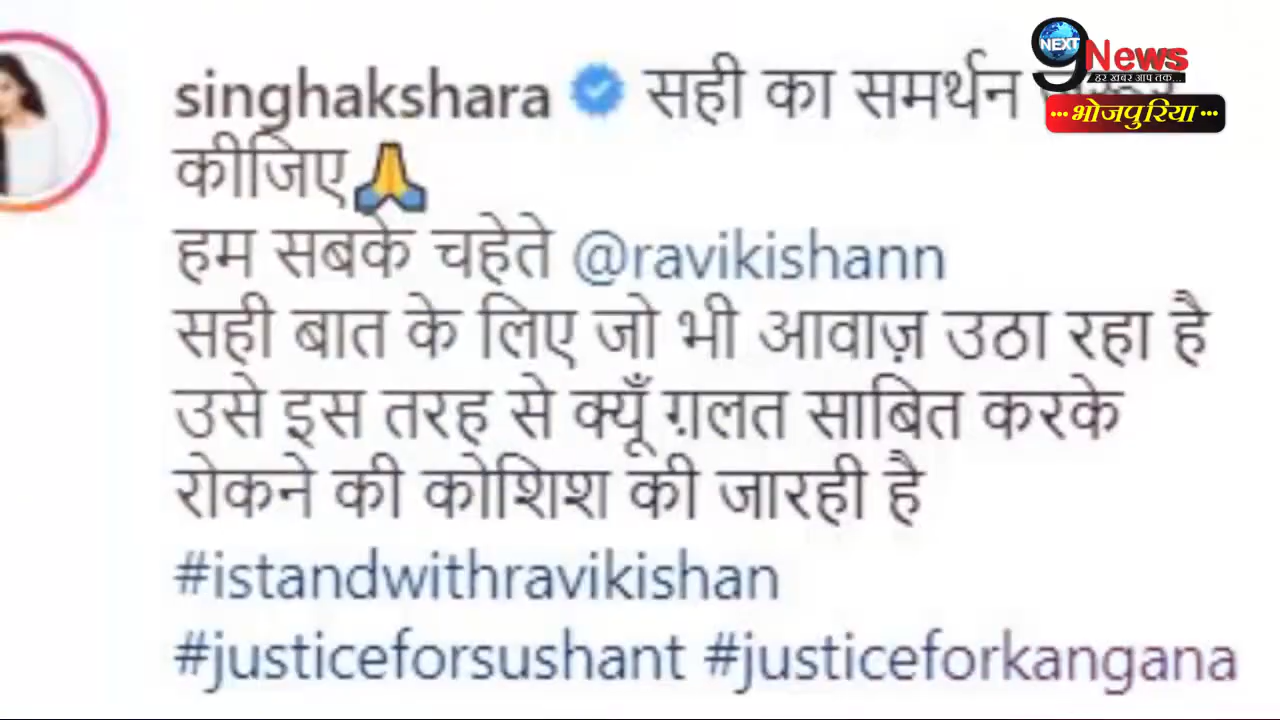 singhakshara सही का समर्थन
कीजिए🙏
हम सबके चहेते @ravikishann
सही बात के लिए जो भी आवाज़ उठा रहा है
उसे इस तरह से क्यूँ ग़लत साबित करके
रोकने की कोशिश की जारही है
#istandwithravikishan
#justiceforsushant #justiceforkangana
NEXT
9 News
हर खबर आप तक...
...भोजपुरिया...